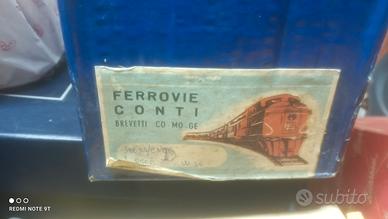 FERROVIE
CONTI
BREVETTI CO MO-GE
REDMI NOTE 9T
subito